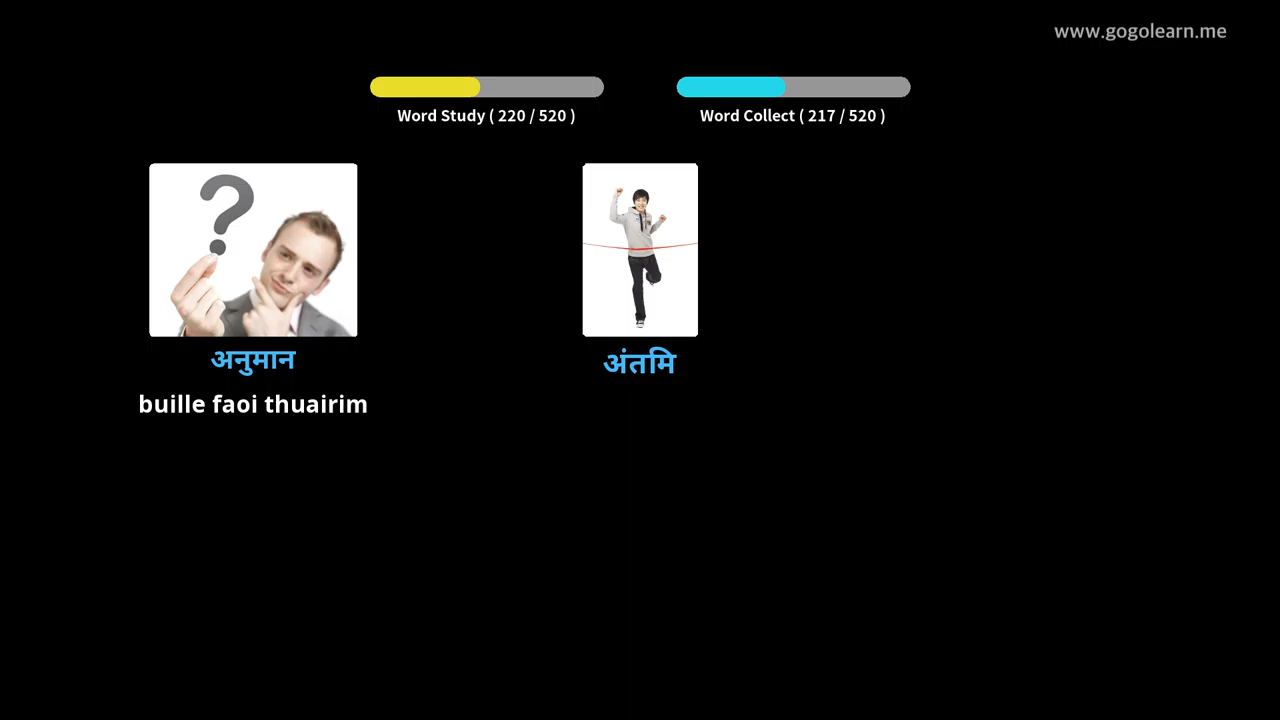 www.gogolearn.me
Word Study ( 220 / 520 )
Word Collect ( 217 / 520 )
अनुमान
अंतमि
buille faoi thuairim